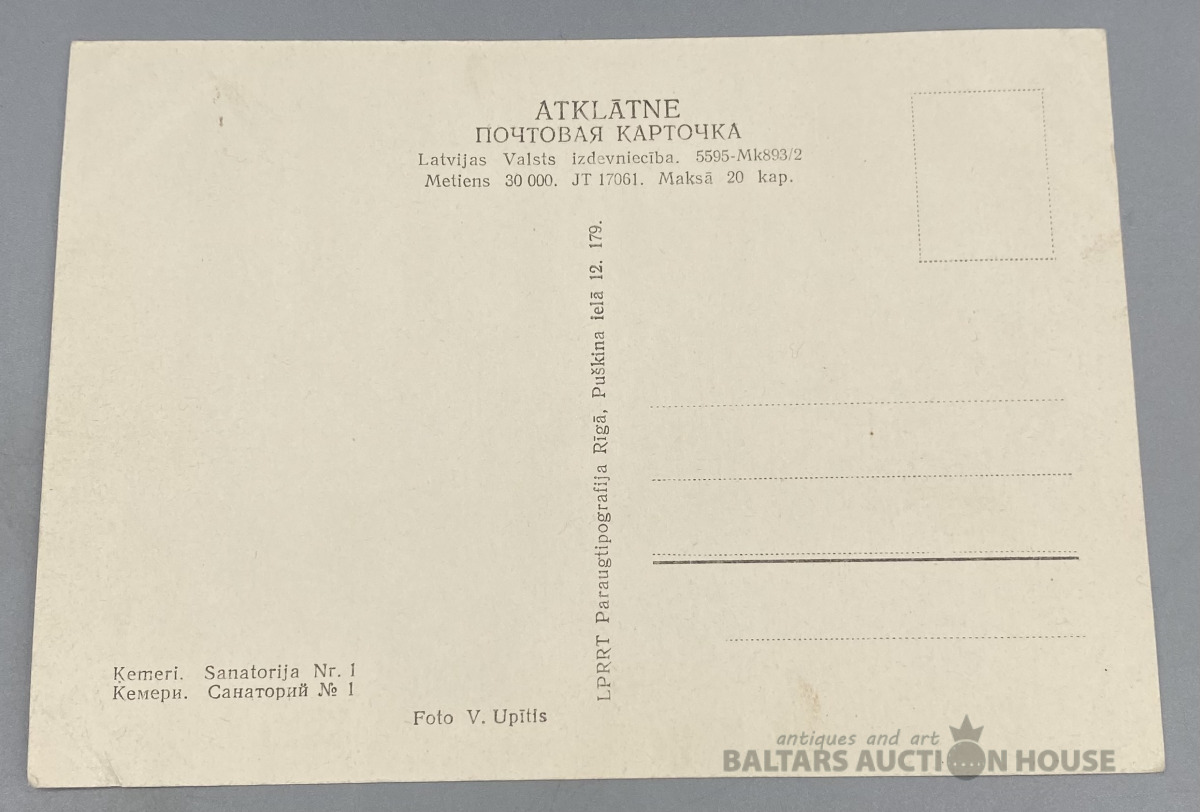 ATKLĀTNE
ПОЧТОВАЯ КАРТОЧКА
Latvijas Valsts izdevniecība. 5595-Mk893/2
Metiens 30 000. JT 17061. Maksā 20 kap.
LPRRT Paraugtipografija Rīgā, Puškina ielā 12. 179.
Ķemeri. Sanatorija Nr. 1
Кемери. Санаторий № 1
Foto V. Upītis
antiques and art
BALTARS AUCTION HOUSE